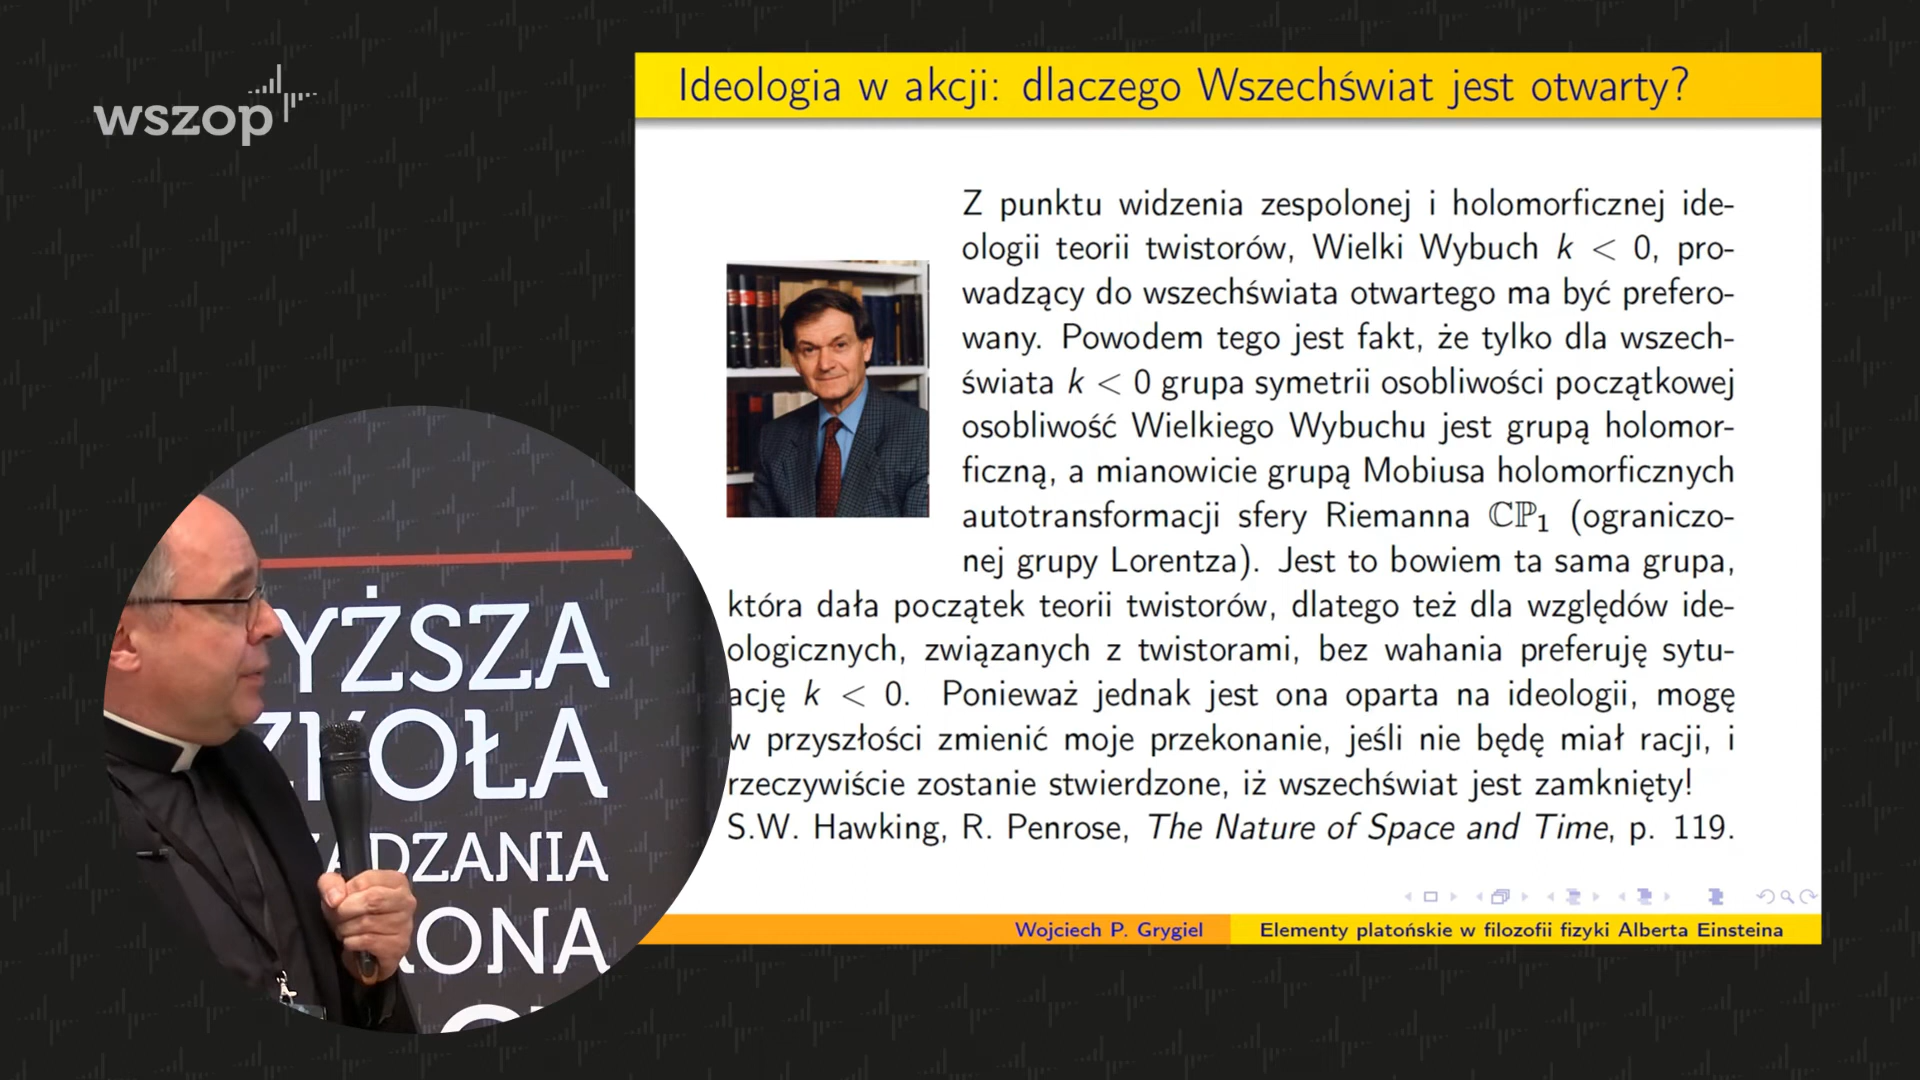 wszop
Ideologia w akcji: dlaczego Wszechświat jest otwarty?
Z punktu widzenia zespolonej i holomorficznej ide-
ologii teorii twistorów, Wielki Wybuch k < 0, pro-
wadzący do wszechświata otwartego ma być prefero-
wany. Powodem tego jest fakt, że tylko dla wszech-
świata k < 0 grupa symetrii osobliwości początkowej
osobliwość Wielkiego Wybuchu jest grupą holomor-
ficzną, a mianowicie grupą Mobiusa holomorficznych
autotransformacji sfery Riemanna ℂℙ₁ (ograniczo-
nej grupy Lorentza). Jest to bowiem ta sama grupa,
która dała początek teorii twistorów, dlatego też dla względów ide-
ologicznych, związanych z twistorami, bez wahania preferuję sytu-
ację k < 0. Ponieważ jednak jest ona oparta na ideologii, mogę
w przyszłości zmienić moje przekonanie, jeśli nie będę miał racji, i
rzeczywiście zostanie stwierdzone, iż wszechświat jest zamknięty!
S.W. Hawking, R. Penrose, The Nature of Space and Time, p. 119.
Wojciech P. Grygiel
Elementy platońskie w filozofii fizyki Alberta Einsteina
YŻSZA
ZKOŁA
ZĄDZANIA
RONA